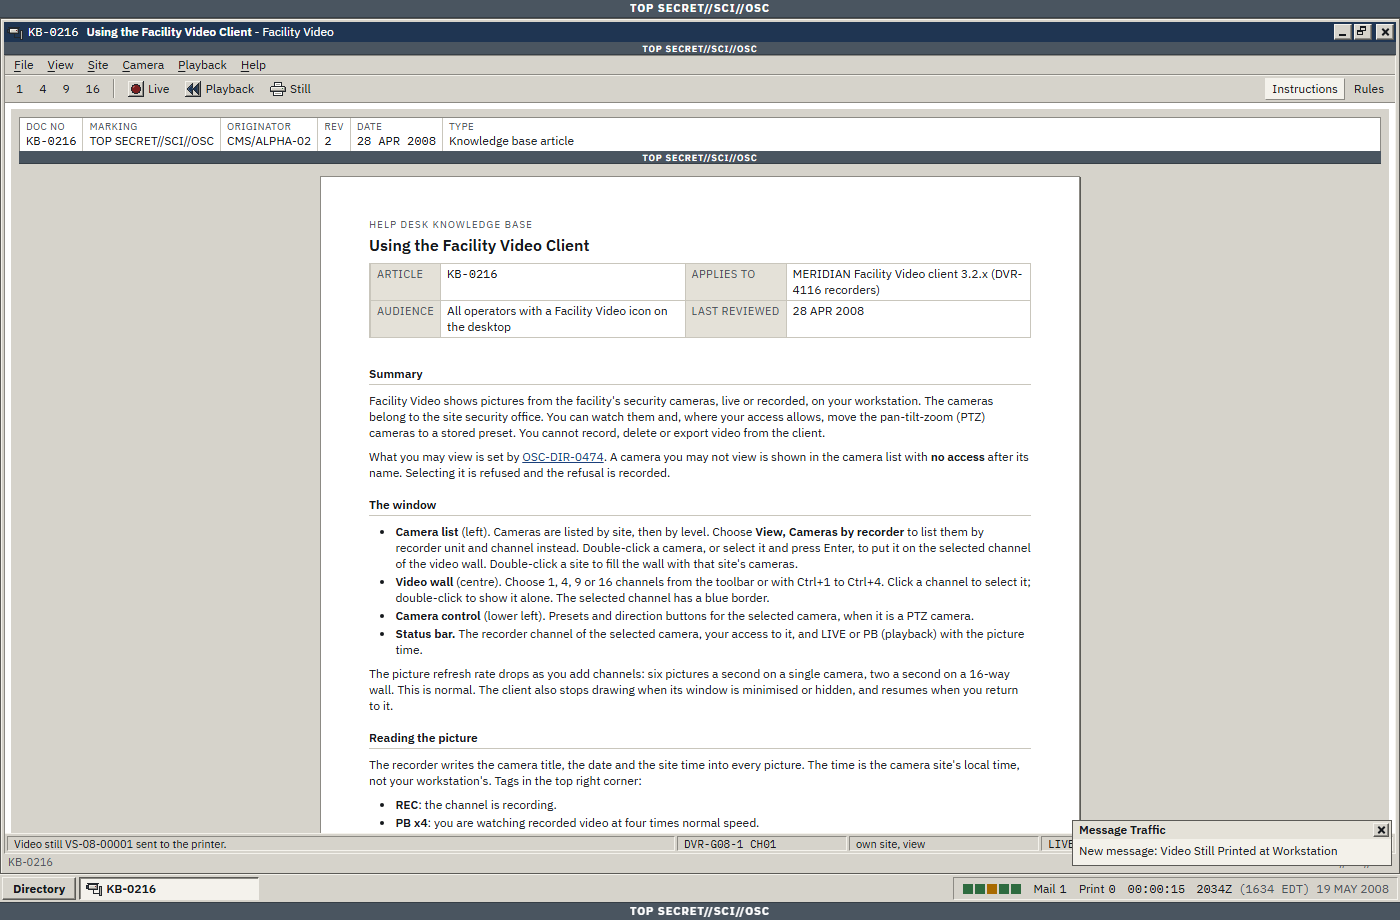 TOP SECRET//SCI//OSC
KB-0216 Using the Facility Video Client - Facility Video
TOP SECRET//SCI//OSC
File View Site Camera Playback Help
1 4 9 16 Live Playback Still Instructions Rules
DOC NO MARKING ORIGINATOR REV DATE TYPE
KB-0216 TOP SECRET//SCI//OSC CMS/ALPHA-02 2 28 APR 2008 Knowledge base article
TOP SECRET//SCI//OSC
HELP DESK KNOWLEDGE BASE
Using the Facility Video Client
ARTICLE KB-0216 APPLIES TO MERIDIAN Facility Video client 3.2.x (DVR-
4116 recorders)
AUDIENCE All operators with a Facility Video icon on LAST REVIEWED 28 APR 2008
the desktop
Summary
Facility Video shows pictures from the facility's security cameras, live or recorded, on your workstation. The cameras
belong to the site security office. You can watch them and, where your access allows, move the pan-tilt-zoom (PTZ)
cameras to a stored preset. You cannot record, delete or export video from the client.
What you may view is set by OSC-DIR-0474. A camera you may not view is shown in the camera list with no access after its
name. Selecting it is refused and the refusal is recorded.
The window
• Camera list (left). Cameras are listed by site, then by level. Choose View, Cameras by recorder to list them by
recorder unit and channel instead. Double-click a camera, or select it and press Enter, to put it on the selected channel
of the video wall. Double-click a site to fill the wall with that site's cameras.
• Video wall (centre). Choose 1, 4, 9 or 16 channels from the toolbar or with Ctrl+1 to Ctrl+4. Click a channel to select it;
double-click to show it alone. The selected channel has a blue border.
• Camera control (lower left). Presets and direction buttons for the selected camera, when it is a PTZ camera.
• Status bar. The recorder channel of the selected camera, your access to it, and LIVE or PB (playback) with the picture
time.
The picture refresh rate drops as you add channels: six pictures a second on a single camera, two a second on a 16-way
wall. This is normal. The client also stops drawing when its window is minimised or hidden, and resumes when you return
to it.
Reading the picture
The recorder writes the camera title, the date and the site time into every picture. The time is the camera site's local time,
not your workstation's. Tags in the top right corner:
• REC: the channel is recording.
• PB x4: you are watching recorded video at four times normal speed.
Video still VS-08-00001 sent to the printer. DVR-G08-1 CH01 own site, view LIVE
Message Traffic
New message: Video Still Printed at Workstation
KB-0216
Directory KB-0216 Mail 1 Print 0 00:00:15 2034Z (1634 EDT) 19 MAY 2008
TOP SECRET//SCI//OSC